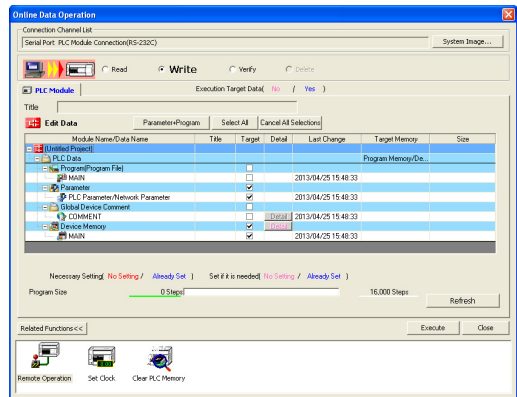 Online Data Operation
Connection Channel List
Serial Port PLC Module Connection(RS-232C)
System Image...
Read Write Verify Delete
PLC Module Execution Target Data( No / Yes )
Title
Edit Data Parameter+Program Select All Cancel All Selections
Module Name/Data Name Title Target Detail Last Change Target Memory Size
(Untitled Project)
PLC Data Program Memory/De...
Program(Program File)
MAIN 2013/04/25 15:48:33
Parameter
PLC Parameter/Network Parameter 2013/04/25 15:48:33
Global Device Comment
COMMENT Detail 2013/04/25 15:48:33
Device Memory Detail
MAIN 2013/04/25 15:48:33
Necessary Setting( No Setting / Already Set ) Set if it is needed( No Setting / Already Set )
Program Size 0 Steps 16,000 Steps
Refresh
Related Functions<< Execute Close
Remote Operation Set Clock Clear PLC Memory